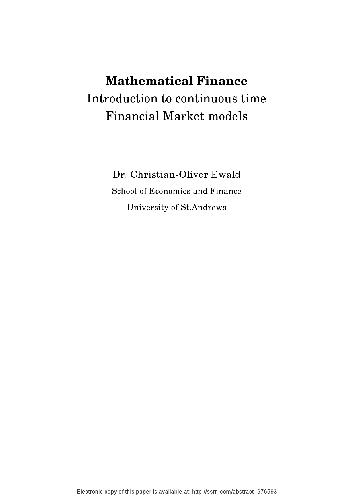 Mathematical Finance
Introduction to continuous time
Financial Market models
Dr. Christian-Oliver Ewald
School of Economics and Finance
University of St.Andrews
Electronic copy of this paper is available at: http://ssrn.com/abstract=976593